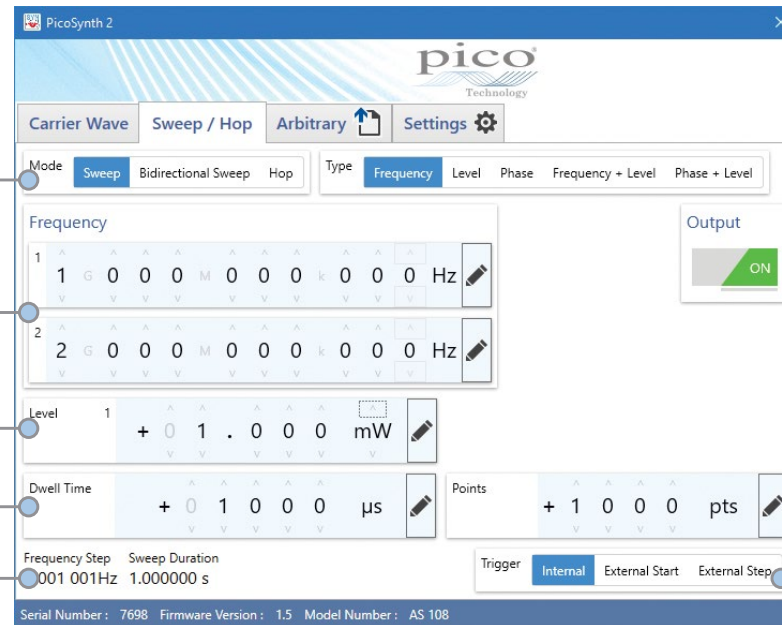 PicoSynth 2
pico
Technology
Carrier Wave Sweep / Hop Arbitrary Settings
Mode Sweep Bidirectional Sweep Hop Type Frequency Level Phase Frequency + Level Phase + Level
Frequency Output
1 1 G 0 0 0 M 0 0 0 k 0 0 0 Hz
ON
2 2 G 0 0 0 M 0 0 0 k 0 0 0 Hz
Level 1 + 0 1 . 0 0 0 mW
Dwell Time + 0 1 0 0 0 µs Points + 1 0 0 0 pts
Frequency Step Sweep Duration
001 001Hz 1.000000 s
Trigger Internal External Start External Step
Serial Number : 7698 Firmware Version : 1.5 Model Number : AS 108